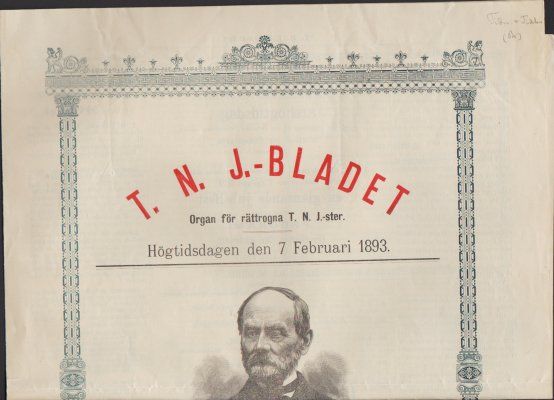 T. N. J.-BLADET
Organ för rättrogna T. N. J.-ster.
Högtidsdagen den 7 Februari 1893.